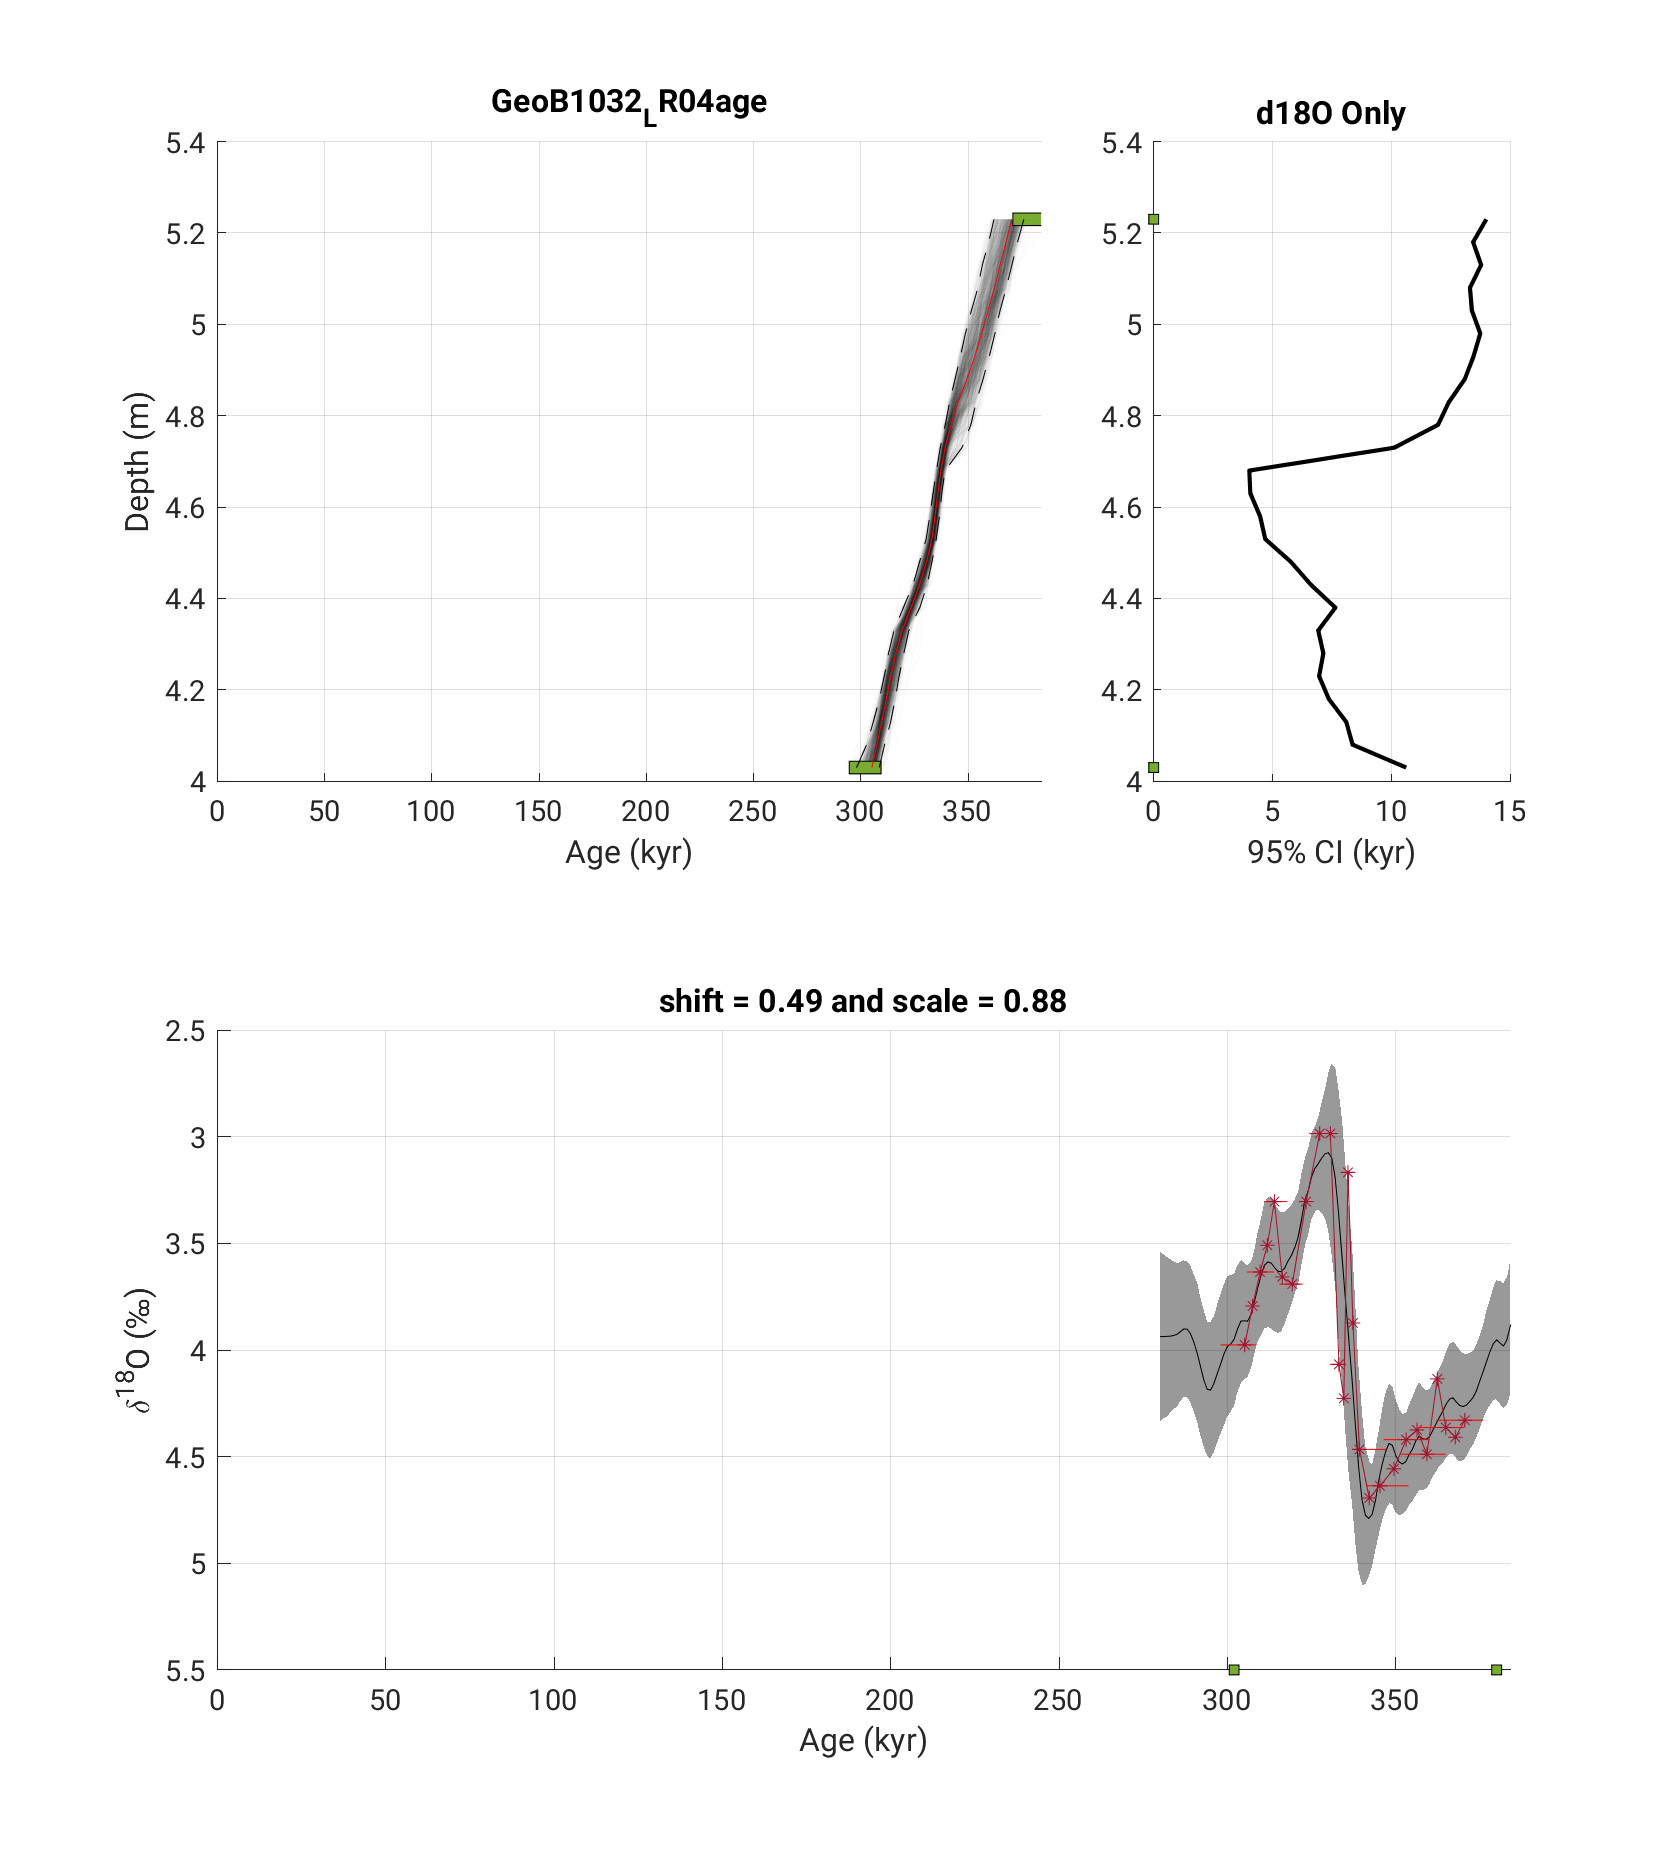 GeoB1032LR04age
d18O Only
5.4
5.2
5
4.8
4.6
4.4
4.2
4
Depth (m)
0 50 100 150 200 250 300 350
Age (kyr)
5.4
5.2
5
4.8
4.6
4.4
4.2
4
0 5 10 15
95% CI (kyr)
shift = 0.49 and scale = 0.88
2.5
3
3.5
4
4.5
5
5.5
δ18O (‰)
0 50 100 150 200 250 300 350
Age (kyr)